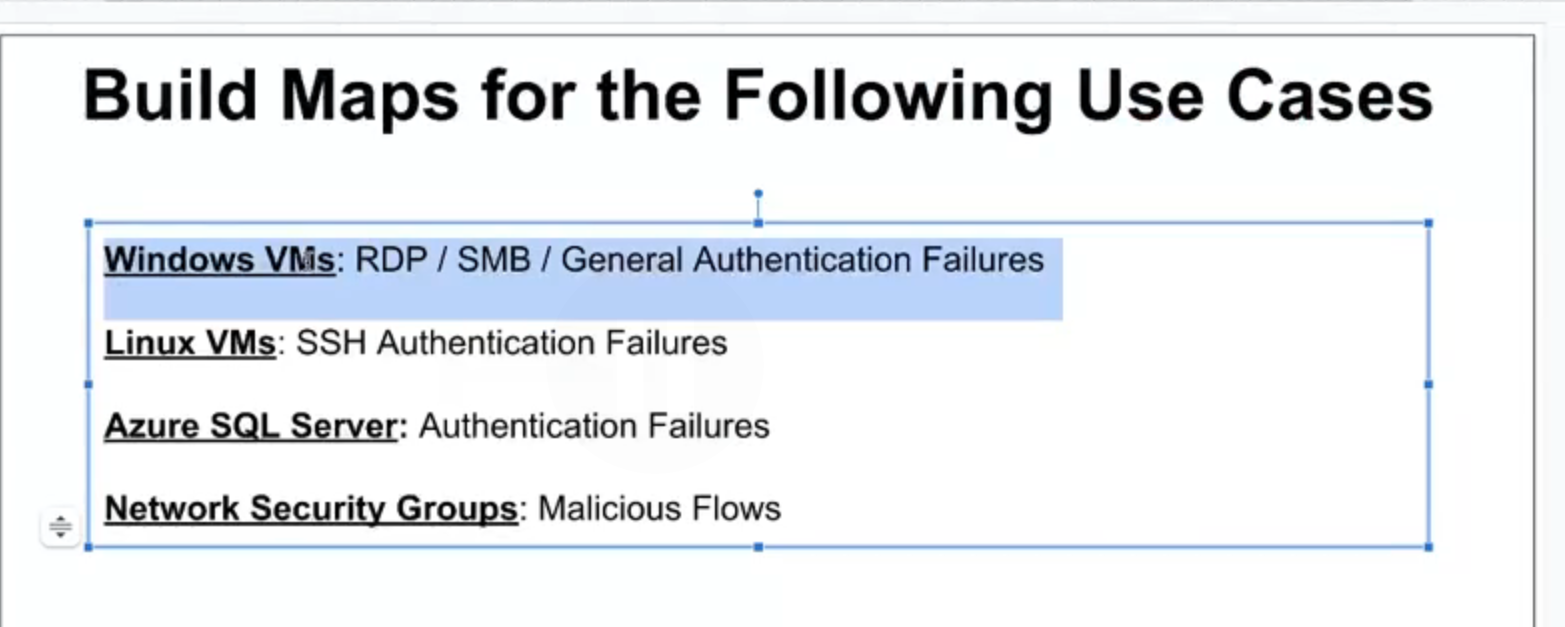 Build Maps for the Following Use Cases
Windows VMs: RDP / SMB / General Authentication Failures
Linux VMs: SSH Authentication Failures
Azure SQL Server: Authentication Failures
Network Security Groups: Malicious Flows